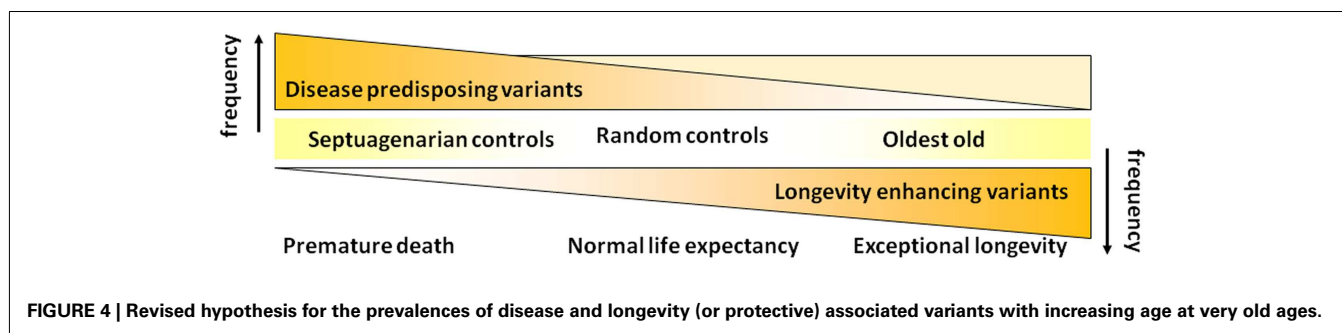 frequency
Disease predisposing variants
Septuagenarian controls Random controls Oldest old
frequency
Longevity enhancing variants
Premature death Normal life expectancy Exceptional longevity
FIGURE 4 | Revised hypothesis for the prevalences of disease and longevity (or protective) associated variants with increasing age at very old ages.